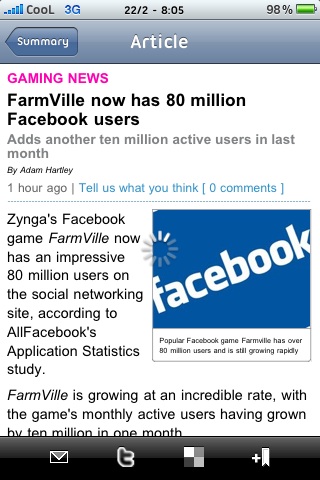 CooL 3G 22/2 - 8:05 98%
Summary
Article
GAMING NEWS
FarmVille now has 80 million
Facebook users
Adds another ten million active users in last
month
By Adam Hartley
1 hour ago | Tell us what you think [ 0 comments ]
Zynga's Facebook
game FarmVille now
has an impressive
80 million users on
the social networking
site, according to
AllFacebook's
Application Statistics
study.
facebook
Popular Facebook game Farmville has over
80 million users and is still growing rapidly
FarmVille is growing at an incredible rate, with
the game's monthly active users having grown
by ten million in one month